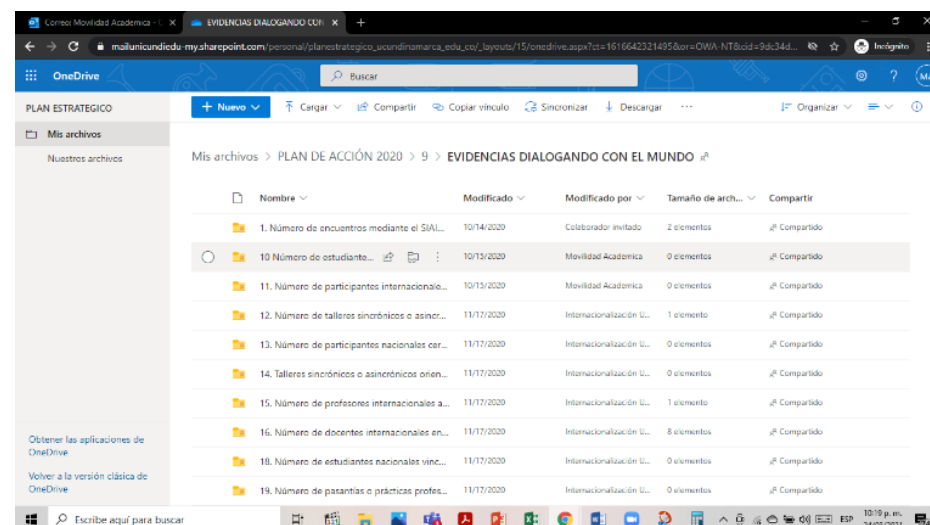 Correo: Movilidad Academica - O
EVIDENCIAS DIALOGANDO CON
mailunicundiedu-my.sharepoint.com/personal/planestrategico_ucundinamarca_edu_co/_layouts/15/onedrive.aspx?ct=1616642321495&or=OWA-NT&cid=9dc34d...
Incógnito
OneDrive
Buscar
PLAN ESTRATEGICO
Nuevo
Cargar
Compartir
Copiar vínculo
Sincronizar
Descargar
Organizar
Mis archivos
Nuestros archivos
Mis archivos > PLAN DE ACCIÓN 2020 > 9 > EVIDENCIAS DIALOGANDO CON EL MUNDO
Nombre Modificado Modificado por Tamaño de arch... Compartir
1. Número de encuentros mediante el SIAI... 10/14/2020 Colaborador invitado 2 elementos Compartido
10 Número de estudiante... 10/15/2020 Movilidad Academica 0 elementos Compartido
11. Número de participantes internacionale... 10/15/2020 Movilidad Academica 0 elementos Compartido
12. Número de talleres sincrónicos o asincr... 11/17/2020 Internacionalización U... 1 elemento Compartido
13. Número de participantes nacionales cer... 11/17/2020 Internacionalización U... 0 elementos Compartido
14. Talleres sincrónicos o asincrónicos orien... 11/17/2020 Internacionalización U... 0 elementos Compartido
15. Número de profesores internacionales a... 11/17/2020 Internacionalización U... 1 elemento Compartido
16. Número de docentes internacionales en... 11/17/2020 Internacionalización U... 8 elementos Compartido
18. Número de estudiantes nacionales vinc... 11/17/2020 Internacionalización U... 0 elementos Compartido
19. Número de pasantías o prácticas profes... 11/17/2020 Internacionalización U... 0 elementos Compartido
Obtener las aplicaciones de
OneDrive
Volver a la versión clásica de
OneDrive
Escribe aquí para buscar
ESP
10:19 p. m.